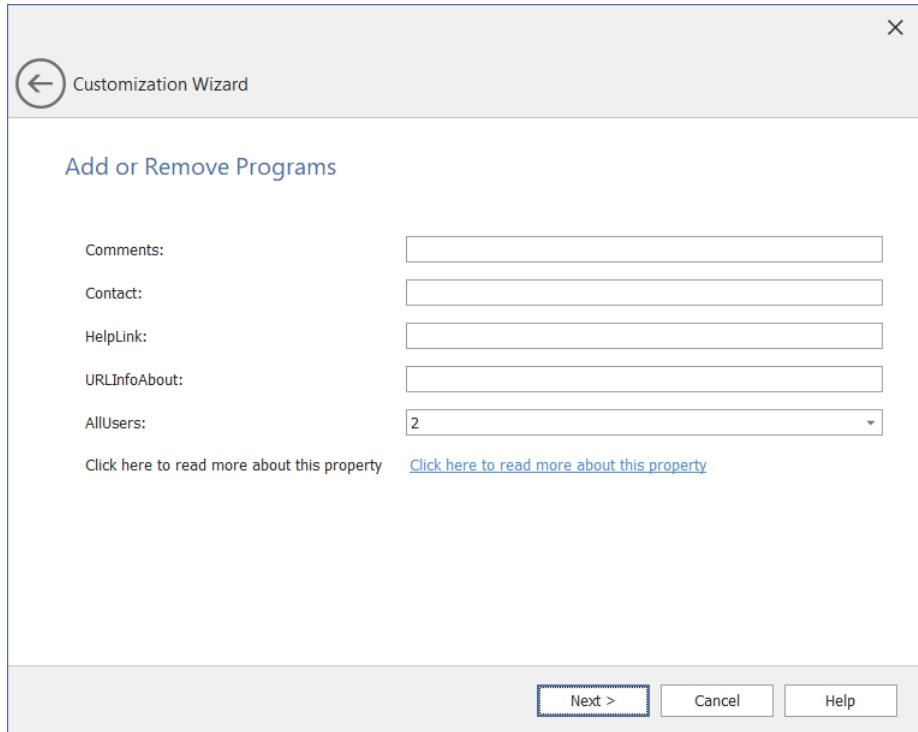 Customization Wizard
Add or Remove Programs
Comments:
Contact:
HelpLink:
URLInfoAbout:
AllUsers: 2
Click here to read more about this property Click here to read more about this property
Next > Cancel Help